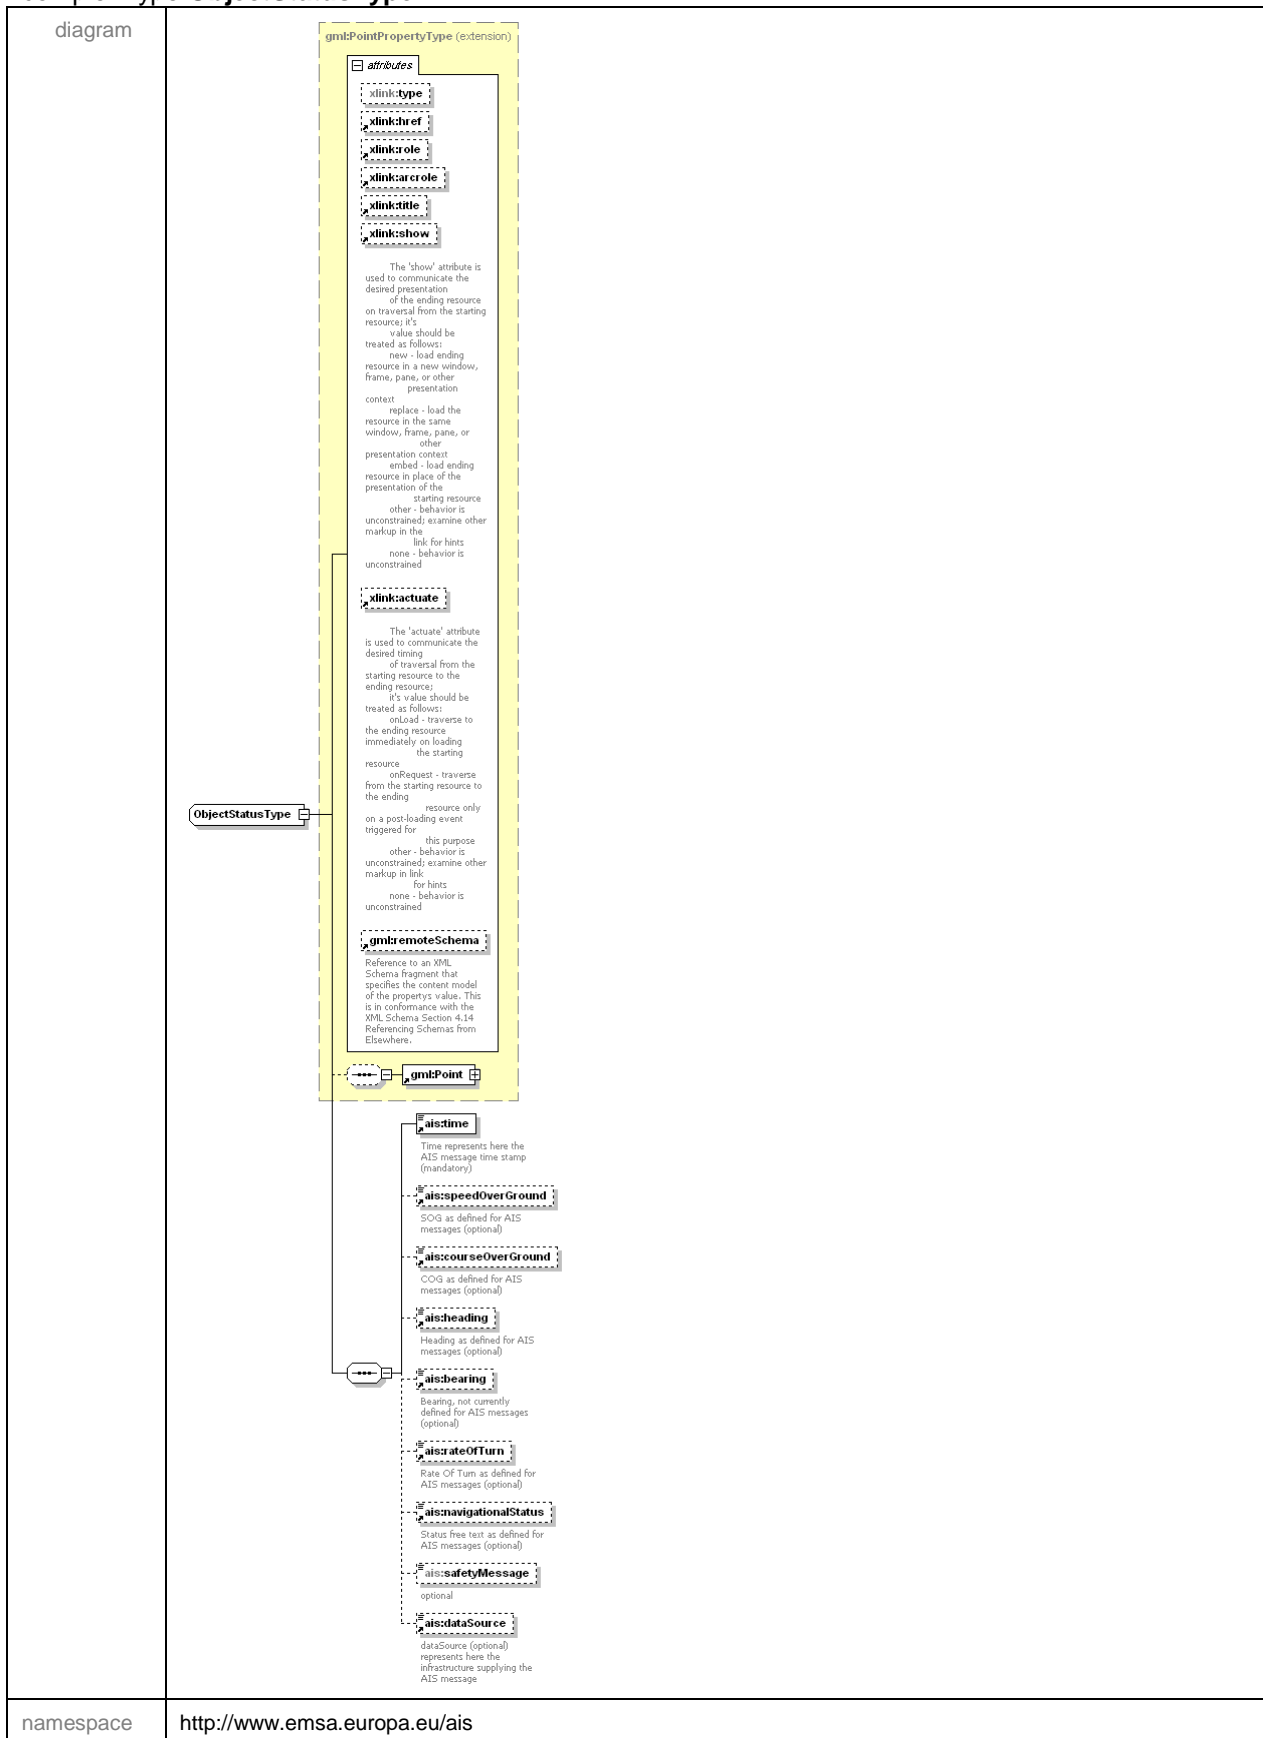 diagram
gml:PointPropertyType (extension)
attributes
xlink:type
xlink:href
xlink:role
xlink:arcrole
xlink:title
xlink:show
The 'show' attribute is
used to communicate the
desired presentation
of the ending resource
on traversal from the starting
resource; it's
value should be
treated as follows:
new - load ending
resource in a new window,
frame, pane, or other
presentation
context
replace - load the
resource in the same
window, frame, pane, or
other
presentation context
embed - load ending
resource in place of the
presentation of the
starting resource
other - behavior is
unconstrained; examine other
markup in the
link for hints
none - behavior is
unconstrained
xlink:actuate
The 'actuate' attribute
is used to communicate the
desired timing
of traversal from the
starting resource to the
ending resource;
it's value should be
treated as follows:
onLoad - traverse to
the ending resource
immediately on loading
the starting
resource
onRequest - traverse
from the starting resource to
the ending
resource only
on a post-loading event
triggered for
this purpose
other - behavior is
unconstrained; examine other
markup in link
for hints
none - behavior is
unconstrained
ObjectStatusType
gml:remoteSchema
Reference to an XML
Schema fragment that
specifies the content model
of the propertys value. This
is in conformance with the
XML Schema Section 4.14
Referencing Schemas from
Elsewhere.
gml:Point
ais:time
Time represents here the
AIS message time stamp
(mandatory)
ais:speedOverGround
SOG as defined for AIS
messages (optional)
ais:courseOverGround
COG as defined for AIS
messages (optional)
ais:heading
Heading as defined for AIS
messages (optional)
ais:bearing
Bearing, not currently
defined for AIS messages
(optional)
ais:rateOfTurn
Rate Of Turn as defined for
AIS messages (optional)
ais:navigationalStatus
Status free text as defined for
AIS messages (optional)
ais:safetyMessage
optional
ais:dataSource
dataSource (optional)
represents here the
infrastructure supplying the
AIS message
namespace http://www.emsa.europa.eu/ais